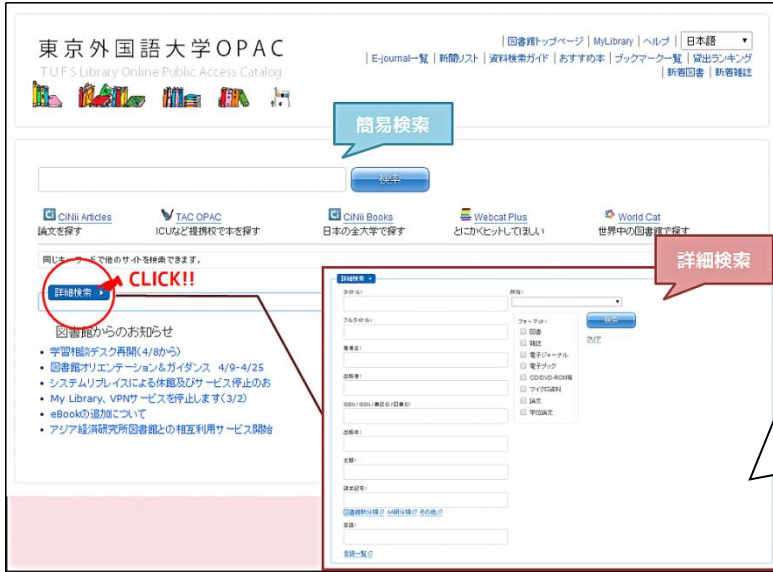 東京外国語大学OPAC
TUFS Library Online Public Access Catalog
図書館トップページ | MyLibrary | ヘルプ | 日本語
| E-journal一覧 | 新聞リスト | 資料検索ガイド | おすすめ本 | ブックマーク一覧 | 貸出ランキング
| 新着図書 | 新着雑誌
簡易検索
検索
CiNii Articles
論文を探す
TAC OPAC
ICUなど提携校で本を探す
CiNii Books
日本の全大学で探す
Webcat Plus
とにかくヒットしてほしい
World Cat
世界中の図書館で探す
同じキーワードで他のサイトを検索できます。
詳細検索
CLICK!!
図書館からのお知らせ
• 学習相談デスク再開(4/8から)
• 図書館オリエンテーション&ガイダンス 4/9-4/25
• システムリプレイスによる休館及びサービス停止のお
• My Library、VPNサービスを停止します(3/2)
• eBookの追加について
• アジア経済研究所図書館との相互利用サービス開始
詳細検索
詳細検索
タイトル:
フルタイトル:
著者名:
出版者:
出版年:
主題:
請求記号:
言語:
言語一覧
所在:
フォーマット:
図書
雑誌
電子ジャーナル
電子ブック
CD/DVD-ROM等
マイクロ資料
論文
学位論文
検索
クリア